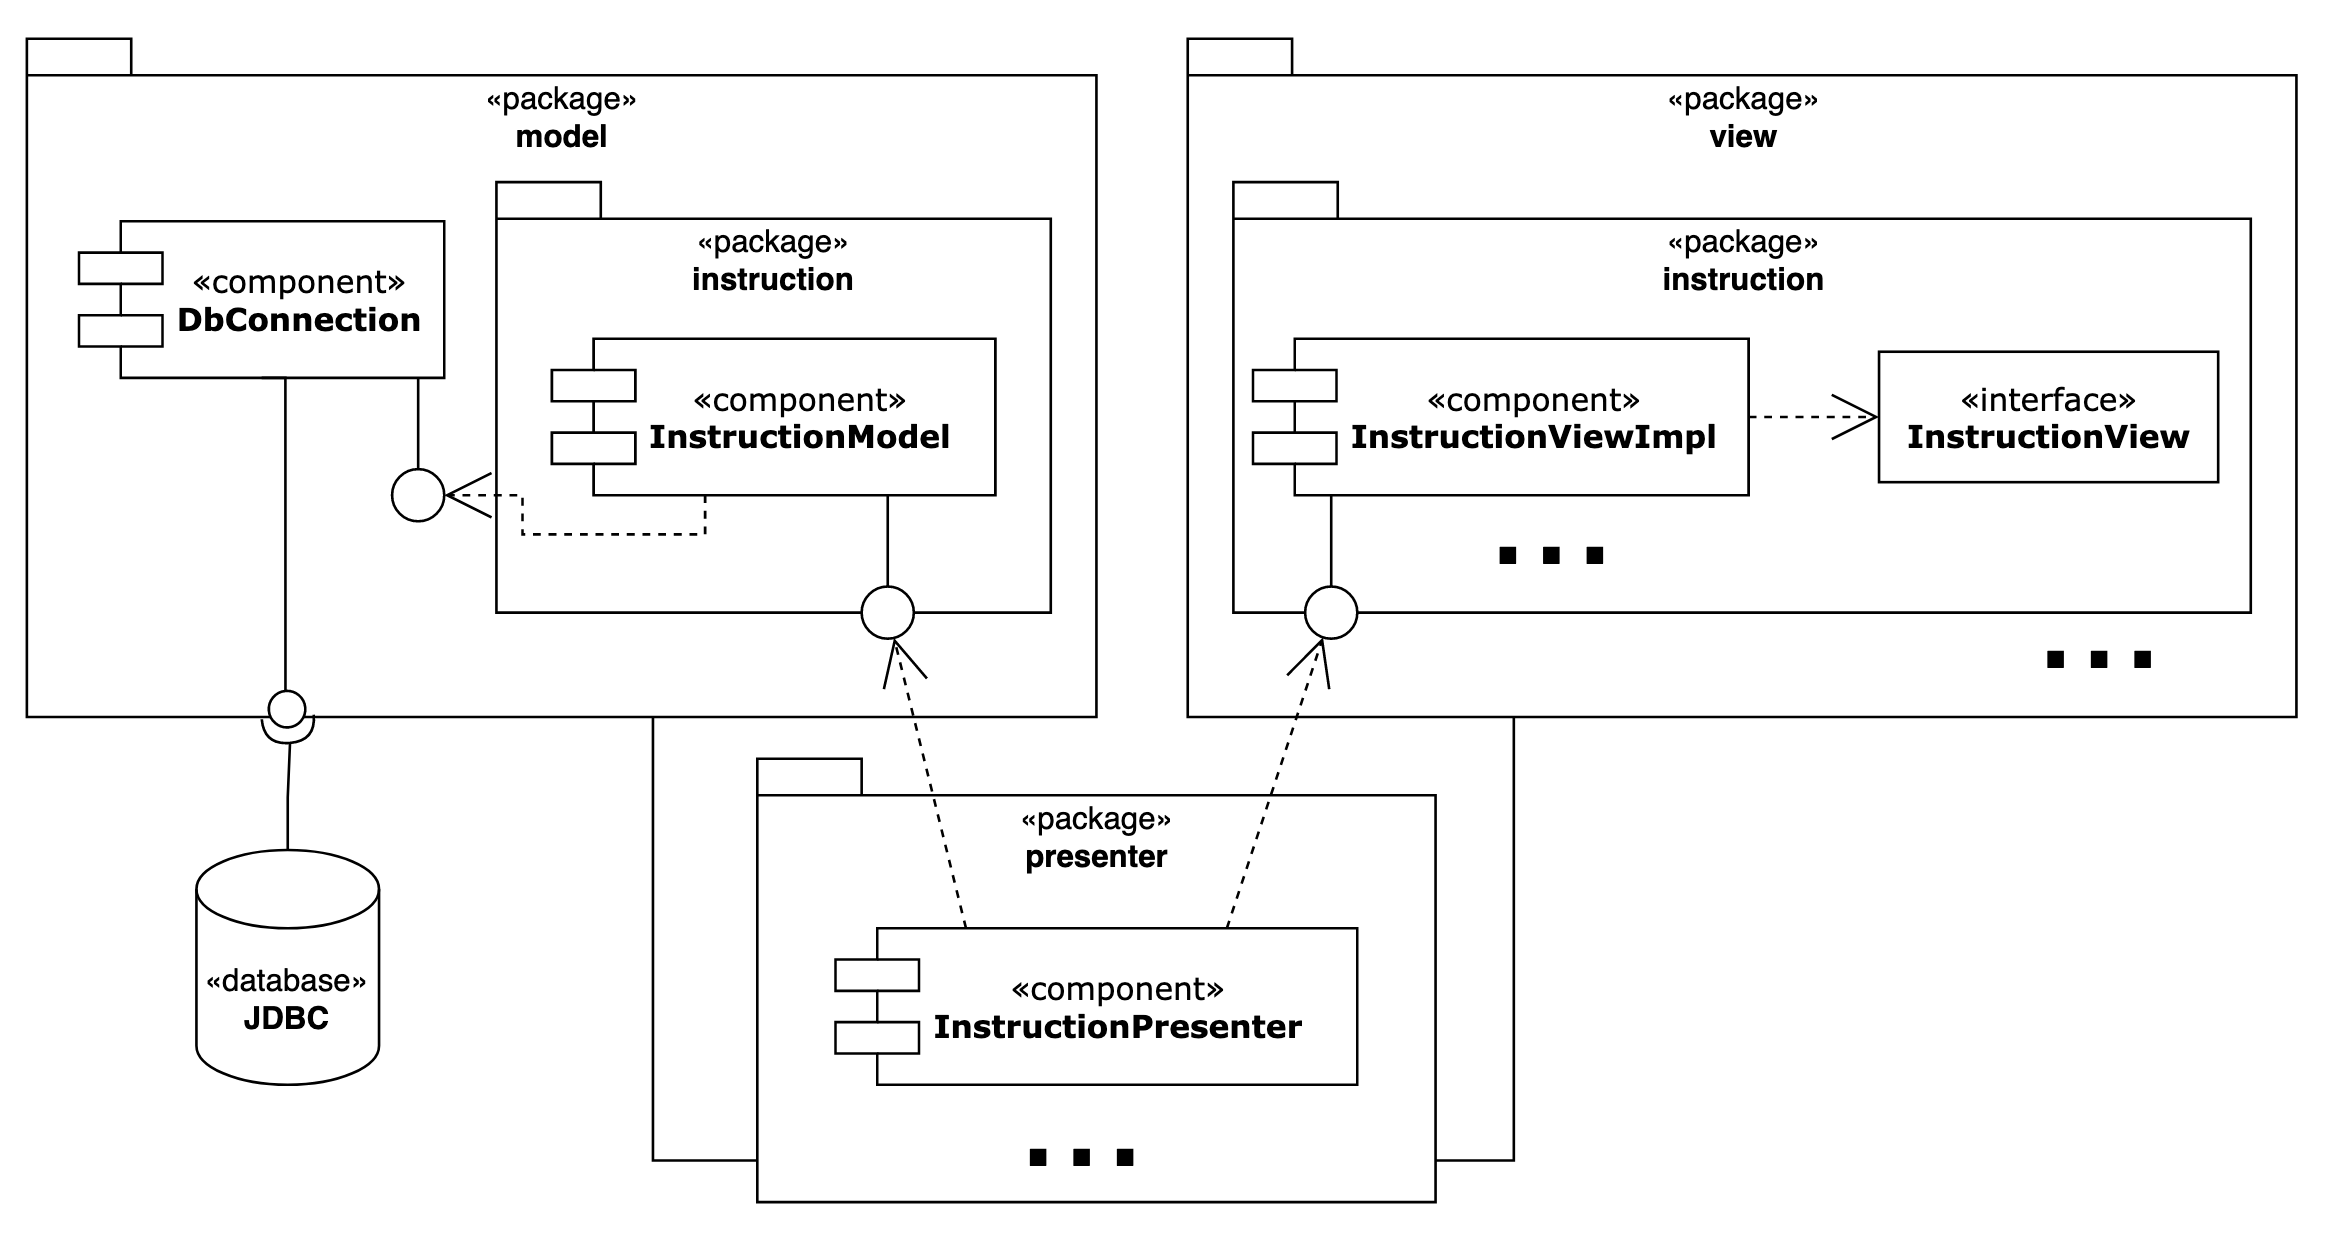 «package»
model
«component»
DbConnection
«package»
instruction
«component»
InstructionModel
«package»
view
«package»
instruction
«component»
InstructionViewImpl
«interface»
InstructionView
«package»
presenter
«component»
InstructionPresenter
«database»
JDBC